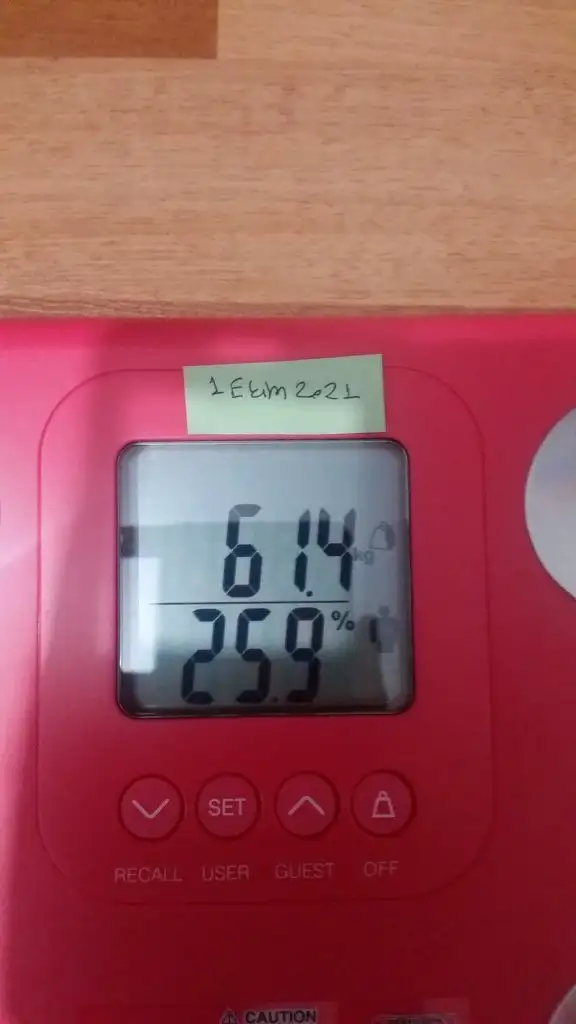 1 Ekim 2021
61.4 kg
25.9 %
SET
RECALL USER GUEST OFF
⚠ CAUTION